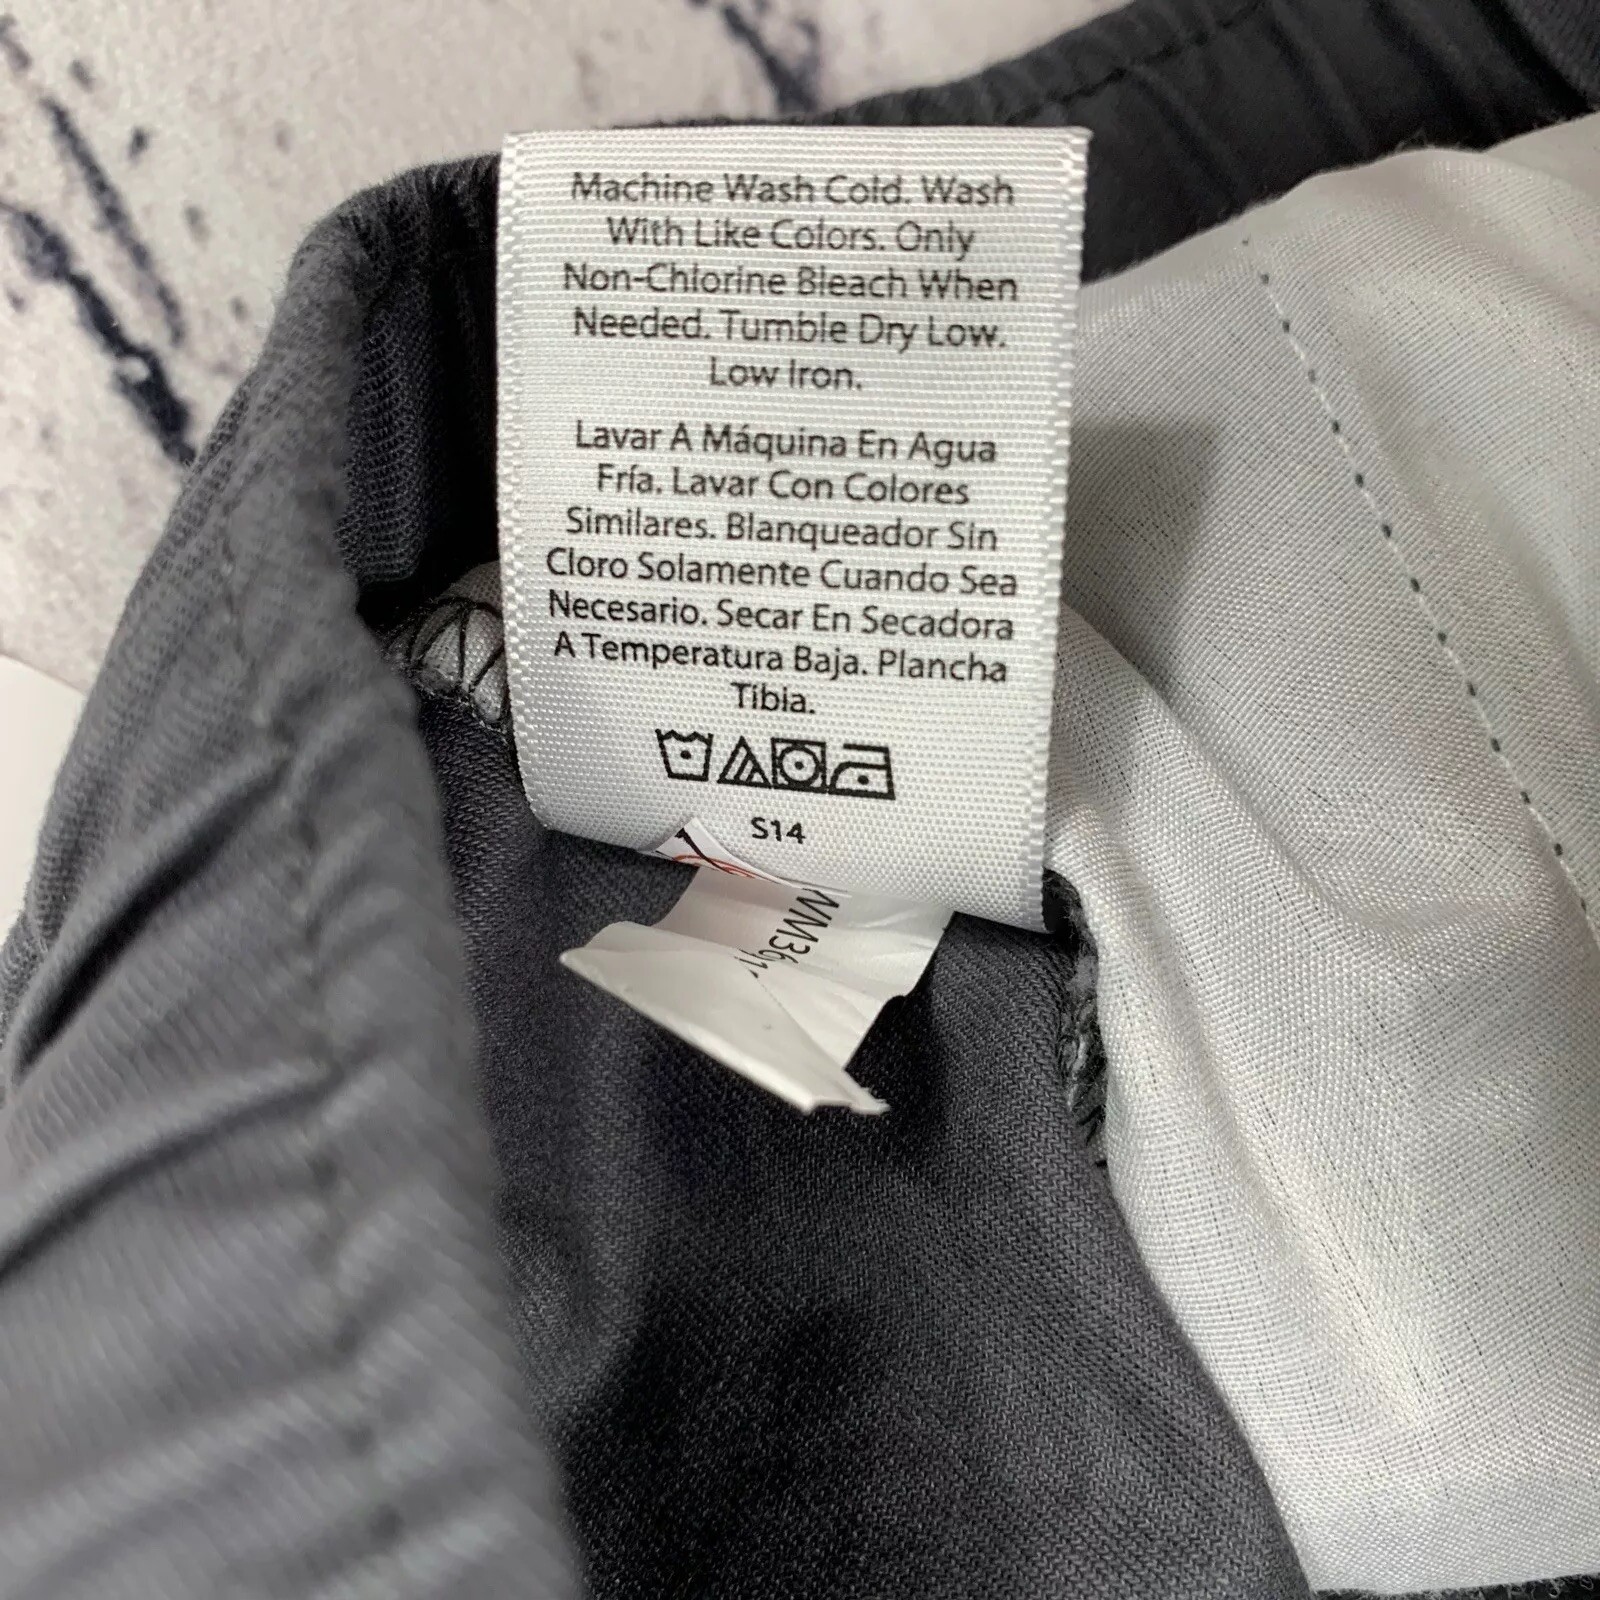 Machine Wash Cold. Wash
With Like Colors. Only
Non-Chlorine Bleach When
Needed. Tumble Dry Low.
Low Iron.
Lavar A Máquina En Agua
Fría. Lavar Con Colores
Similares. Blanqueador Sin
Cloro Solamente Cuando Sea
Necesario. Secar En Secadora
A Temperatura Baja. Plancha
Tibia.
S14